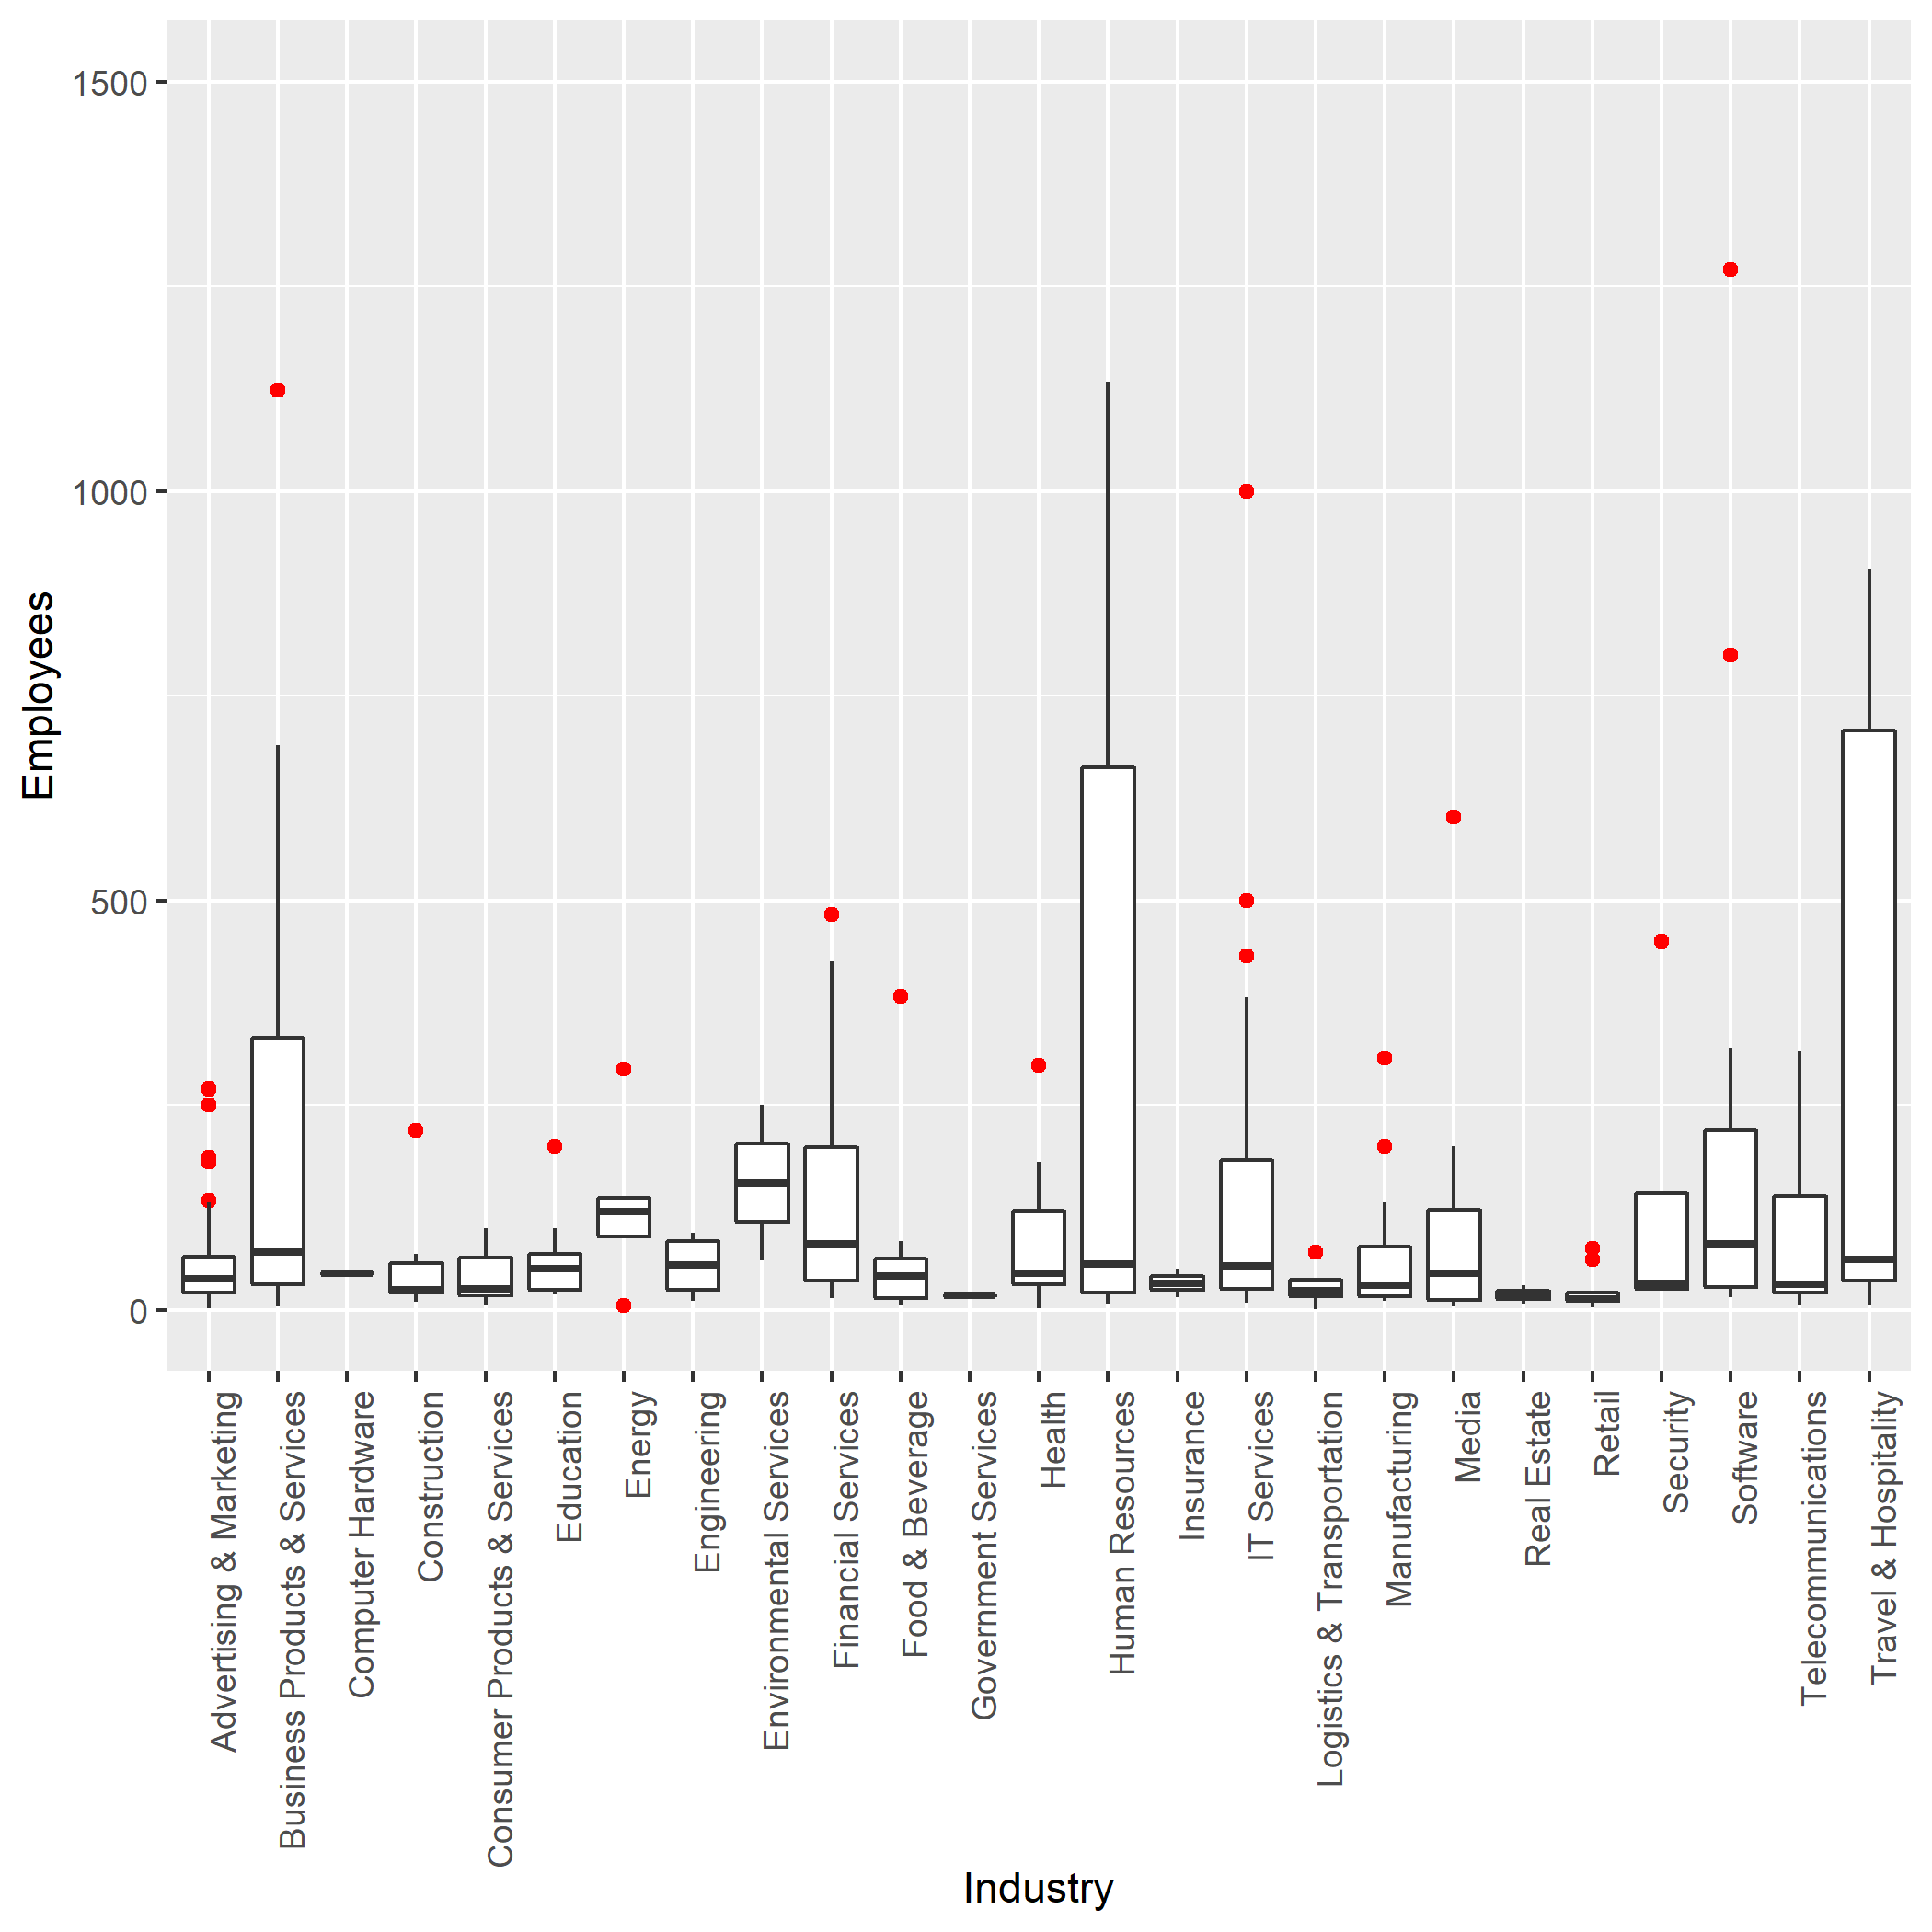 1500
1000
500
0
Employees
Advertising & Marketing
Business Products & Services
Computer Hardware
Construction
Consumer Products & Services
Education
Energy
Engineering
Environmental Services
Financial Services
Food & Beverage
Government Services
Health
Human Resources
Insurance
IT Services
Logistics & Transportation
Manufacturing
Media
Real Estate
Retail
Security
Software
Telecommunications
Travel & Hospitality
Industry